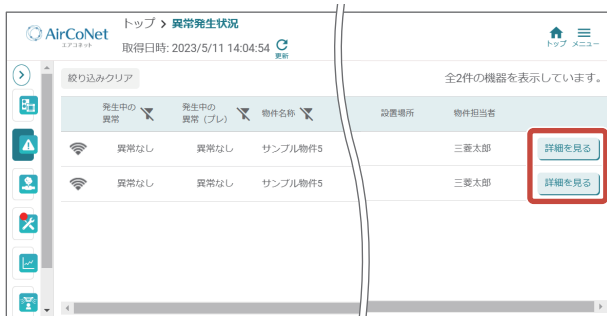 AirCoNet
エアコネット
トップ > 異常発生状況
取得日時: 2023/5/11 14:04:54
更新
トップ メニュー
絞り込みクリア
全2件の機器を表示しています。
発生中の異常
発生中の異常（プレ）
物件名称
設置場所
物件担当者
異常なし 異常なし サンプル物件5 三菱太郎 詳細を見る
異常なし 異常なし サンプル物件5 三菱太郎 詳細を見る